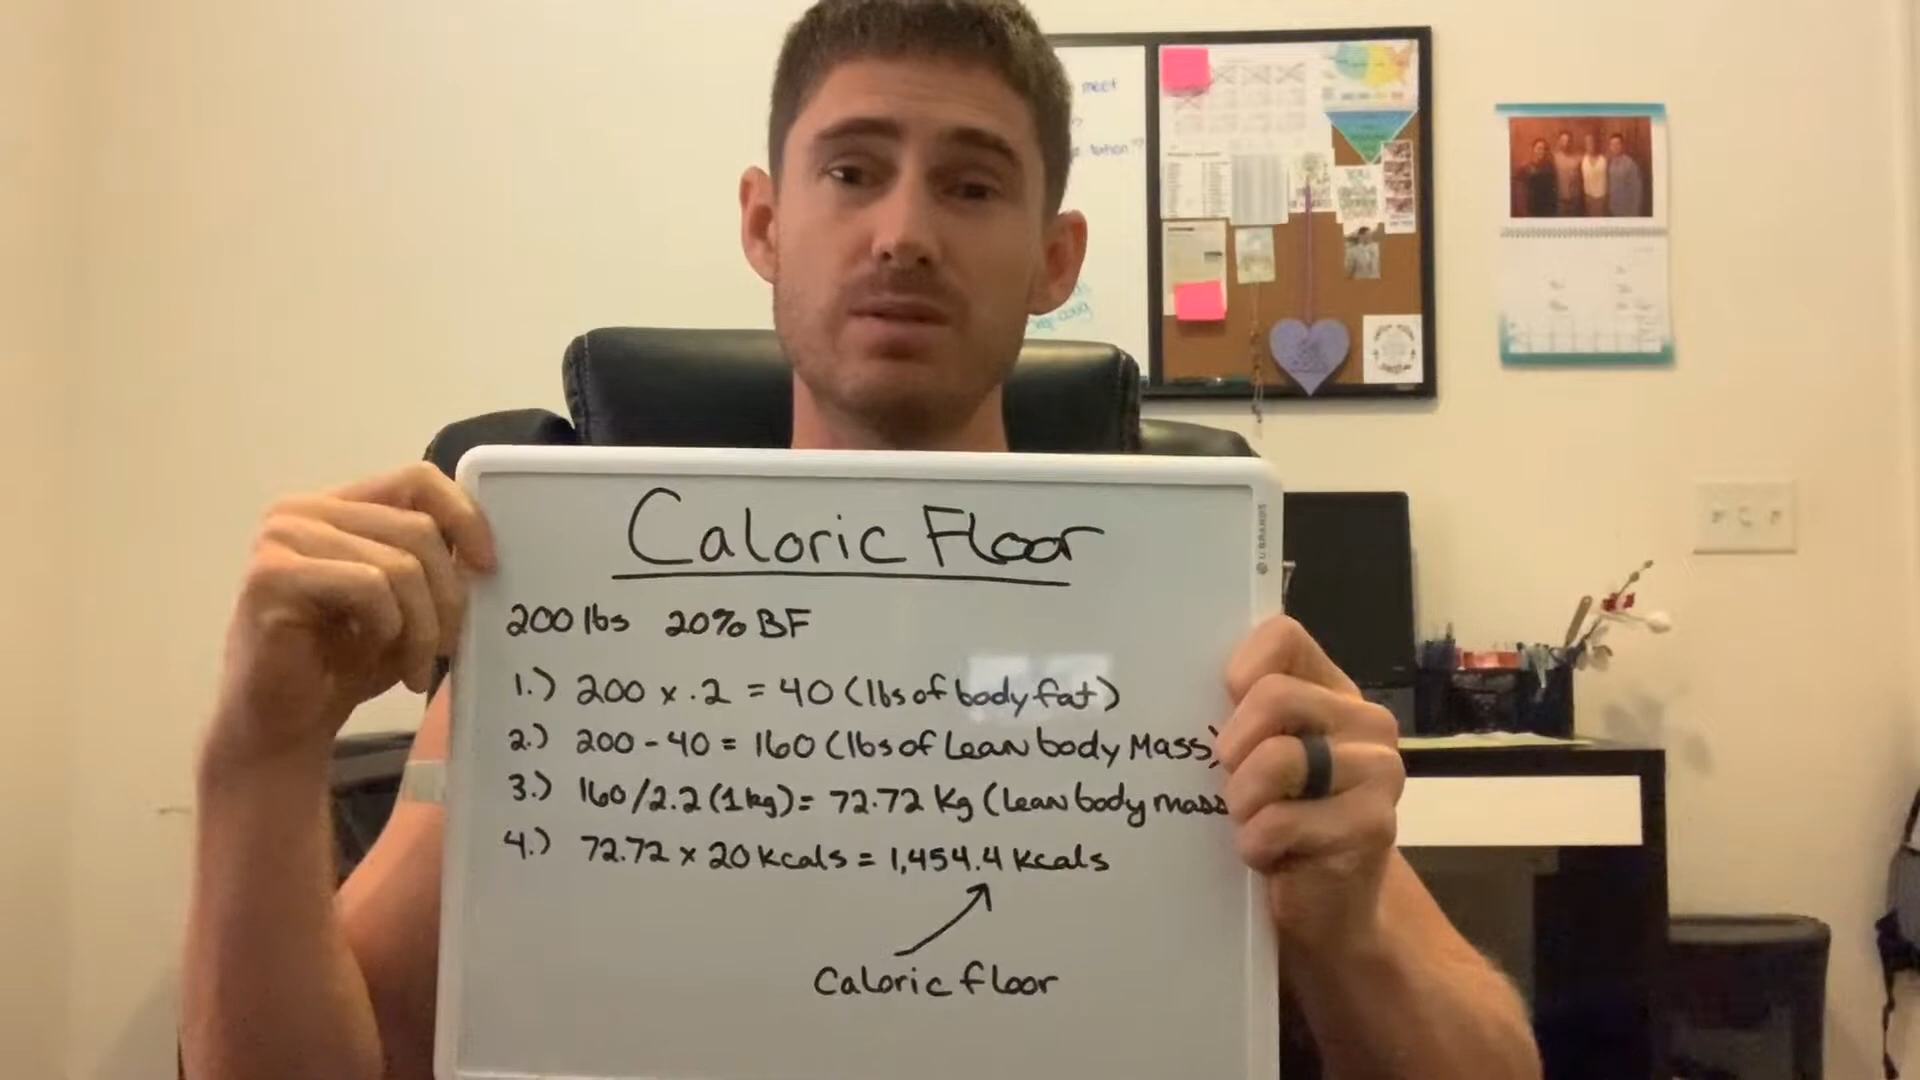 meet
?
Caloric Floor
U BRANDS
200 lbs 20% BF
1.) 200 x .2 = 40 (lbs of body fat)
2.) 200 - 40 = 160 (lbs of Lean body Mass)
3.) 160/2.2 (1kg) = 72.72 Kg (Lean body mass
4.) 72.72 x 20 Kcals = 1,454.4 Kcals
Caloric floor